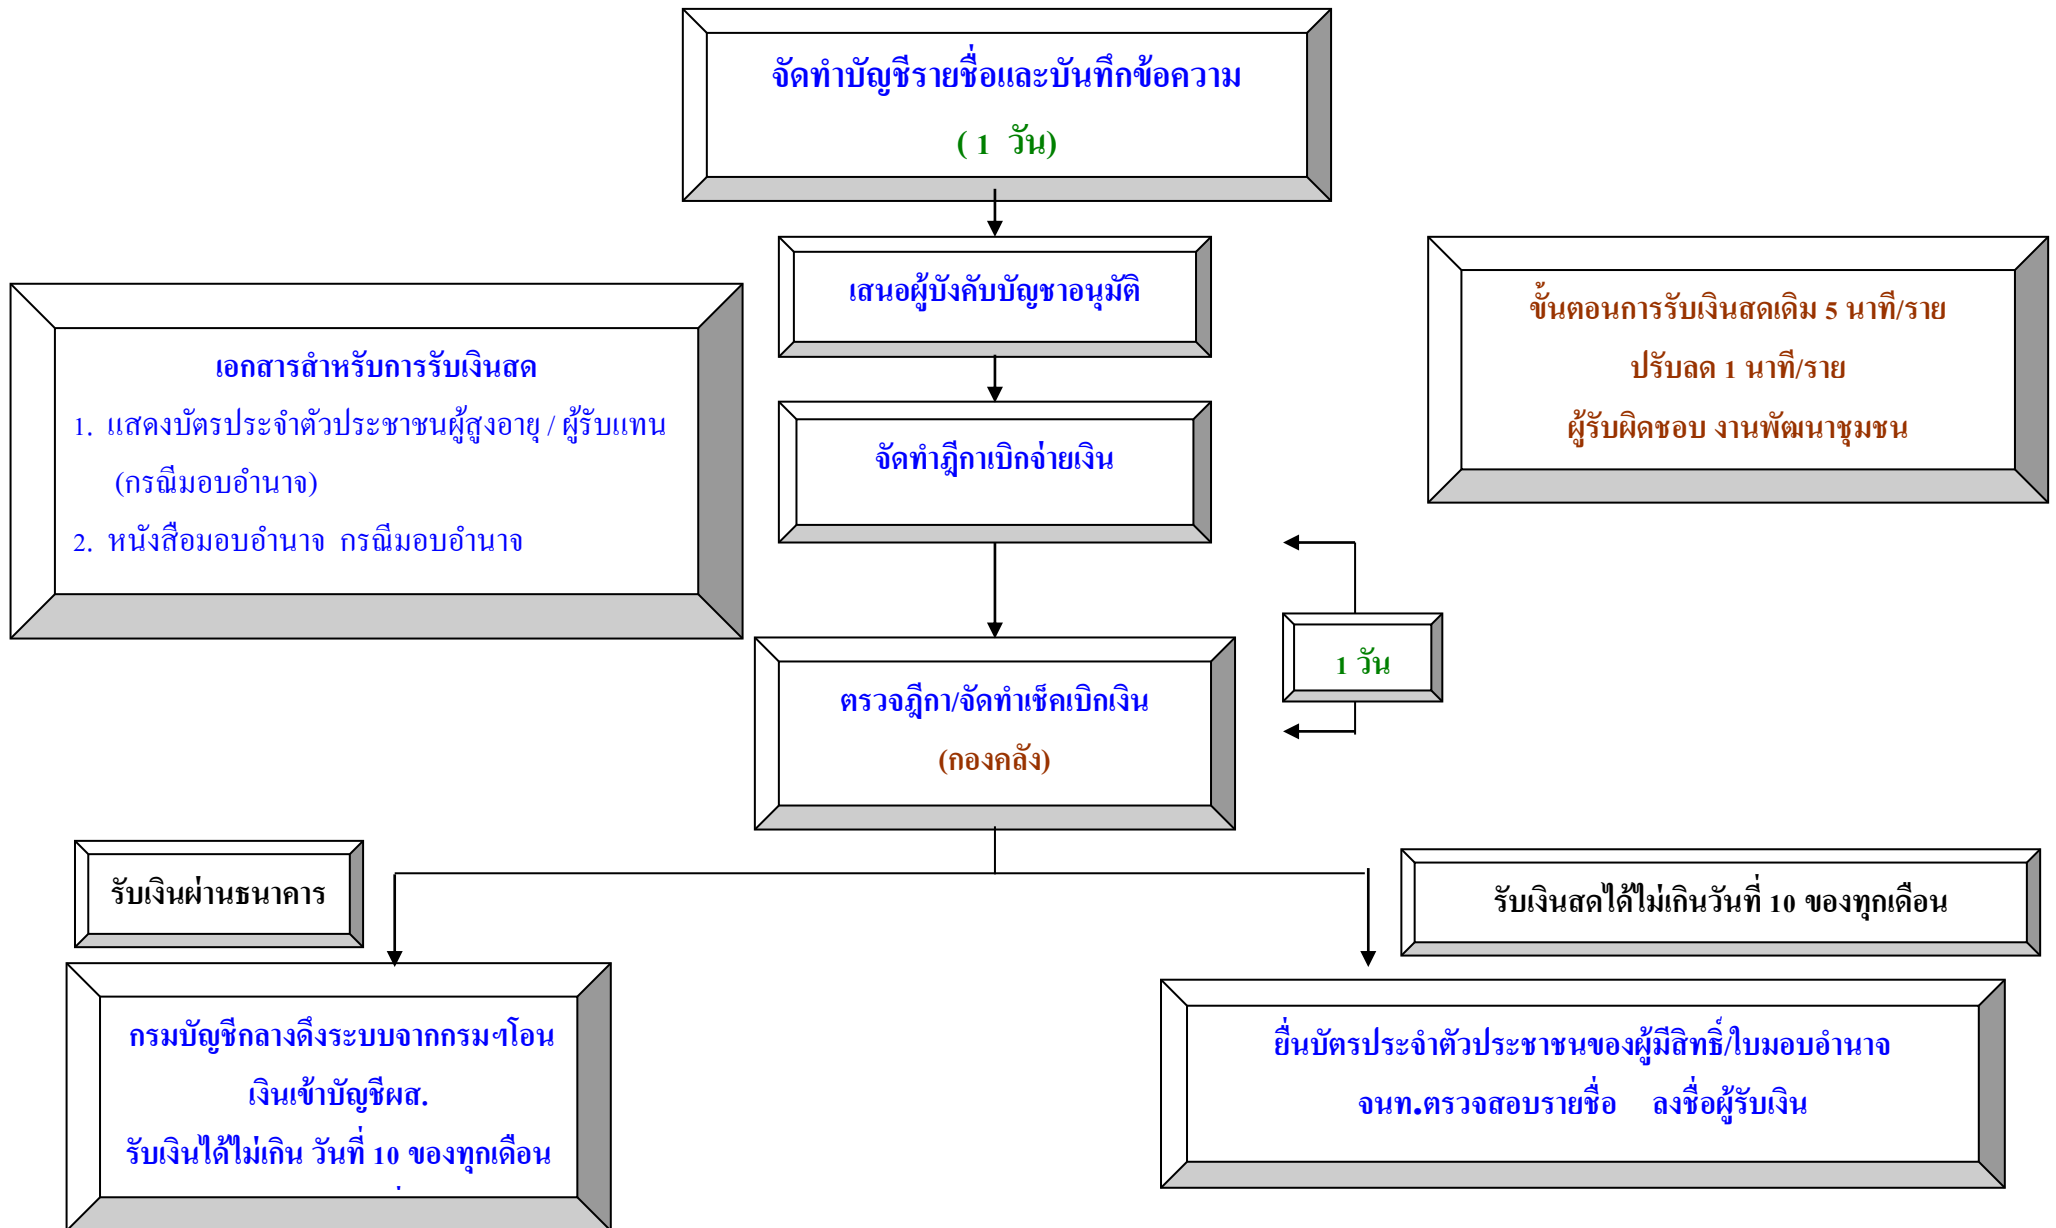 จัดทำบัญชีรายชื่อและบันทึกข้อความ
( 1 วัน)
เสนอผู้บังคับบัญชาอนุมัติ
ขั้นตอนการรับเงินสดเดิม 5 นาที/ราย
ปรับลด 1 นาที/ราย
ผู้รับผิดชอบ งานพัฒนาชุมชน
เอกสารสำหรับการรับเงินสด
1. แสดงบัตรประจำตัวประชาชนผู้สูงอายุ / ผู้รับแทน
(กรณีมอบอำนาจ)
2. หนังสือมอบอำนาจ กรณีมอบอำนาจ
จัดทำฎีกาเบิกจ่ายเงิน
1 วัน
ตรวจฎีกา/จัดทำเช็คเบิกเงิน
(กองคลัง)
รับเงินผ่านธนาคาร
รับเงินสดได้ไม่เกินวันที่ 10 ของทุกเดือน
กรมบัญชีกลางดึงระบบจากกรมฯโอน
เงินเข้าบัญชีผส.
รับเงินได้ไม่เกิน วันที่ 10 ของทุกเดือน
ยื่นบัตรประจำตัวประชาชนของผู้มีสิทธิ์/ใบมอบอำนาจ
จนท.ตรวจสอบรายชื่อ ลงชื่อผู้รับเงิน